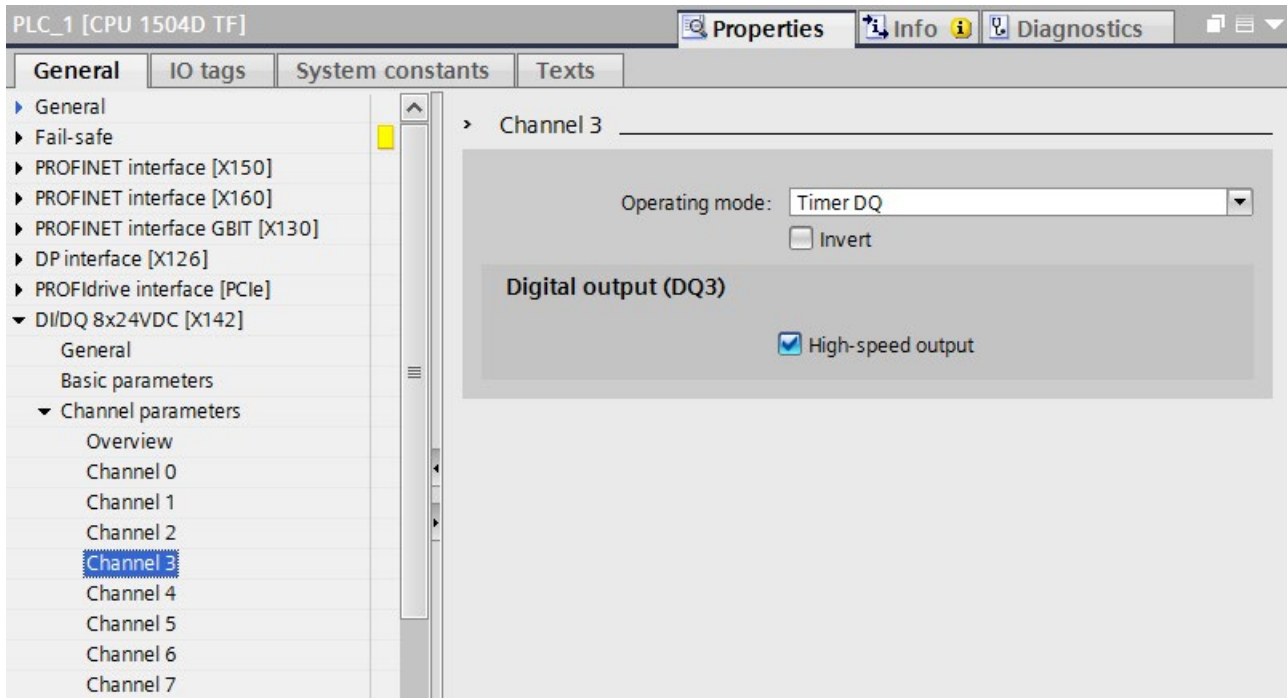 PLC_1 [CPU 1504D TF]
Properties Info Diagnostics
General IO tags System constants Texts
General
Fail-safe
PROFINET interface [X150]
PROFINET interface [X160]
PROFINET interface GBIT [X130]
DP interface [X126]
PROFIdrive interface [PCIe]
DI/DQ 8x24VDC [X142]
General
Basic parameters
Channel parameters
Overview
Channel 0
Channel 1
Channel 2
Channel 3
Channel 4
Channel 5
Channel 6
Channel 7
Channel 3
Operating mode: Timer DQ
Invert
Digital output (DQ3)
High-speed output